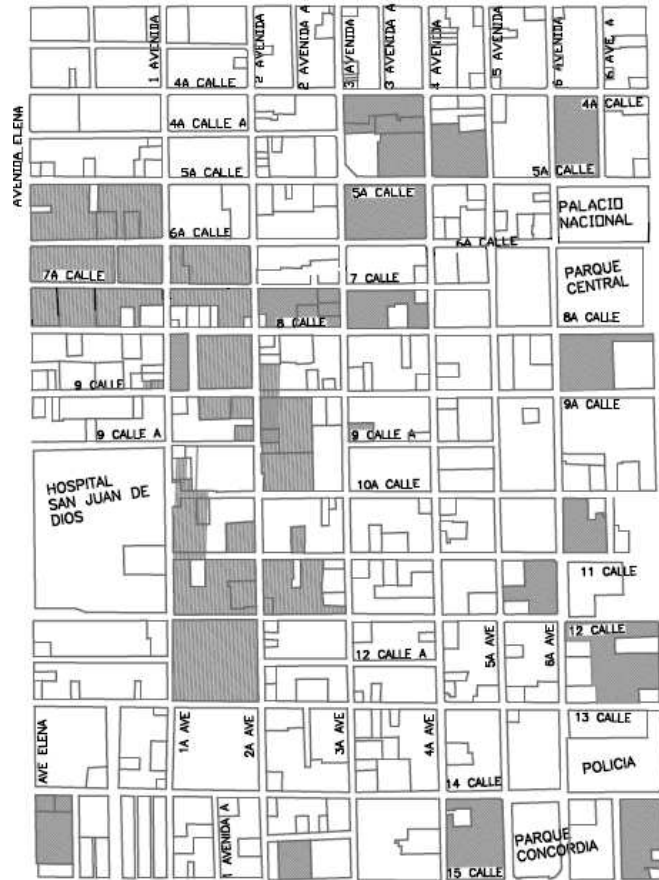 1 AVENIDA
2 AVENIDA
2 AVENIDA A
3 AVENIDA
3 AVENIDA A
4 AVENIDA
5 AVENIDA
6 AVENIDA
6 AVE. A
4A CALLE
4A CALLE
AVENIDA ELENA
4A CALLE A
5A CALLE
5A CALLE
5A CALLE
PALACIO
NACIONAL
6A CALLE
6A CALLE
7A CALLE
7 CALLE
PARQUE
CENTRAL
8 CALLE
8A CALLE
9 CALLE
9A CALLE
9 CALLE A
9 CALLE A
HOSPITAL
SAN JUAN DE
DIOS
10A CALLE
11 CALLE
12 CALLE
12 CALLE A
5A AVE
6A AVE
AVE ELENA
1A AVE
2A AVE
3A AVE
4A AVE
13 CALLE
POLICIA
14 CALLE
1 AVENIDA A
PARQUE
CONCORDIA
15 CALLE